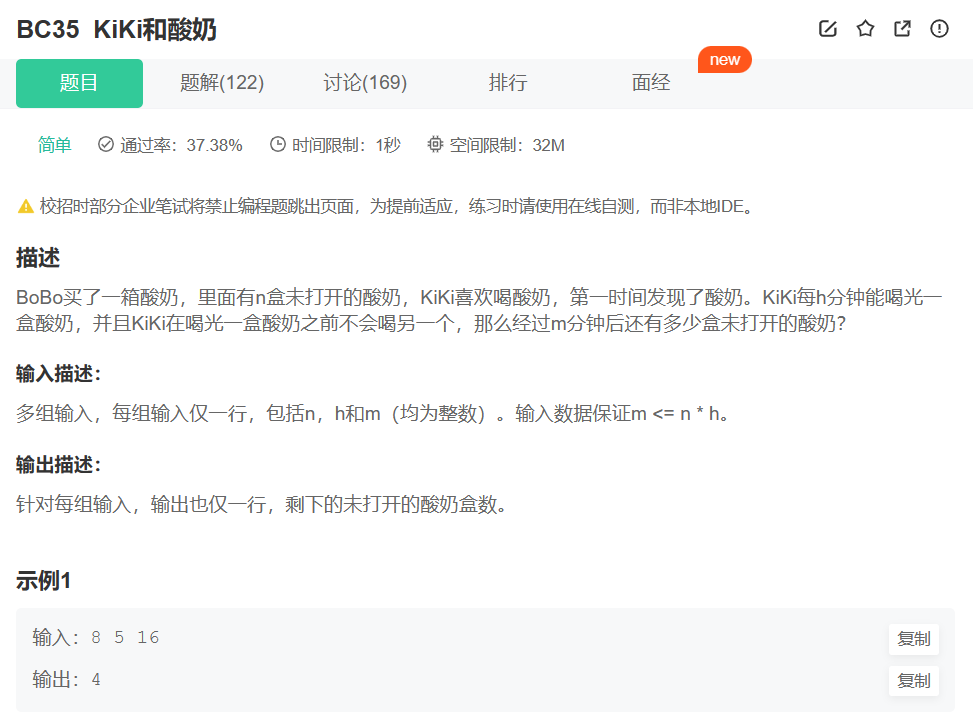 BC35 KiKi和酸奶
题目 题解(122) 讨论(169) 排行 面经 new
简单 通过率：37.38% 时间限制：1秒 空间限制：32M
校招时部分企业笔试将禁止编程题跳出页面，为提前适应，练习时请使用在线自测，而非本地IDE。
描述
BoBo买了一箱酸奶，里面有n盒未打开的酸奶，KiKi喜欢喝酸奶，第一时间发现了酸奶。KiKi每h分钟能喝光一
盒酸奶，并且KiKi在喝光一盒酸奶之前不会喝另一个，那么经过m分钟后还有多少盒未打开的酸奶？
输入描述：
多组输入，每组输入仅一行，包括n，h和m（均为整数）。输入数据保证m <= n * h。
输出描述：
针对每组输入，输出也仅一行，剩下的未打开的酸奶盒数。
示例1
输入：8 5 16 复制
输出：4 复制